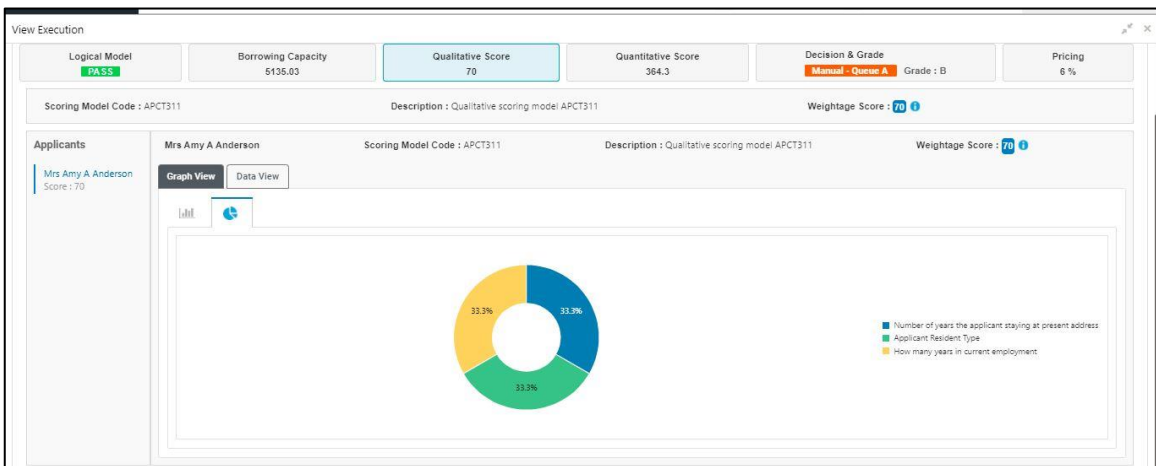 View Execution
Logical Model
PASS
Borrowing Capacity
5135.03
Qualitative Score
70
Quantitative Score
364.3
Decision & Grade
Manual - Queue A Grade : B
Pricing
6 %
Scoring Model Code : APCT311 Description : Qualitative scoring model APCT311 Weightage Score : 70
Applicants
Mrs Amy A Anderson
Score : 70
Mrs Amy A Anderson Scoring Model Code : APCT311 Description : Qualitative scoring model APCT311 Weightage Score : 70
Graph View Data View
33.3%
33.3%
33.3%
Number of years the applicant staying at present address
Applicant Resident Type
How many years in current employment